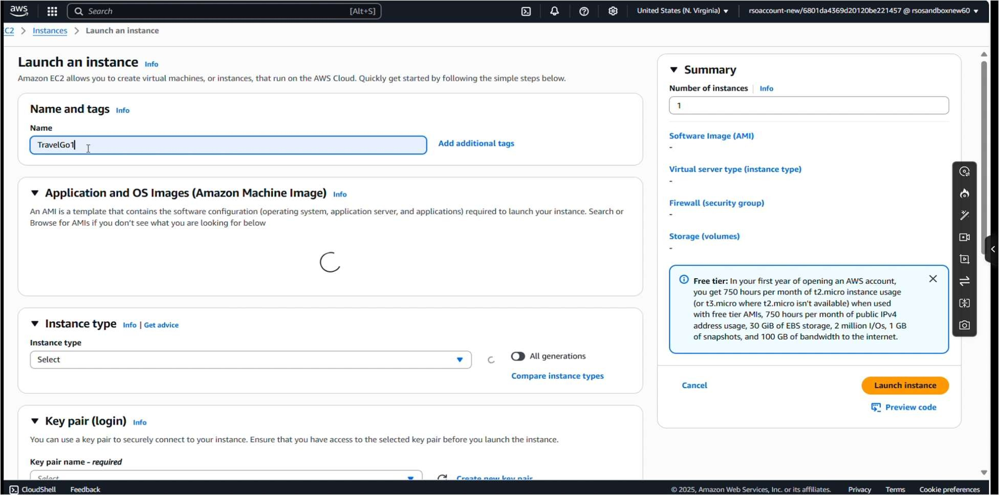 aws
Search
[Alt+S]
United States (N. Virginia)
rsoaccount-new/6801da4369d20120be221457 @ rsosandboxnew60
EC2 > Instances > Launch an instance
Launch an instance Info
Amazon EC2 allows you to create virtual machines, or instances, that run on the AWS Cloud. Quickly get started by following the simple steps below.
Name and tags Info
Name
TravelGo1
Add additional tags
Application and OS Images (Amazon Machine Image) Info
An AMI is a template that contains the software configuration (operating system, application server, and applications) required to launch your instance. Search or
Browse for AMIs if you don't see what you are looking for below
Instance type Info | Get advice
Instance type
Select
All generations
Compare instance types
Key pair (login) Info
You can use a key pair to securely connect to your instance. Ensure that you have access to the selected key pair before you launch the instance.
Key pair name - required
Select
Create new key pair
Summary
Number of instances Info
1
Software Image (AMI)
-
Virtual server type (instance type)
-
Firewall (security group)
-
Storage (volumes)
-
Free tier: In your first year of opening an AWS account,
you get 750 hours per month of t2.micro instance usage
(or t3.micro where t2.micro isn't available) when used
with free tier AMIs, 750 hours per month of public IPv4
address usage, 30 GiB of EBS storage, 2 million I/Os, 1 GB
of snapshots, and 100 GB of bandwidth to the internet.
Cancel
Launch instance
Preview code
CloudShell
Feedback
© 2025, Amazon Web Services, Inc. or its affiliates.
Privacy
Terms
Cookie preferences